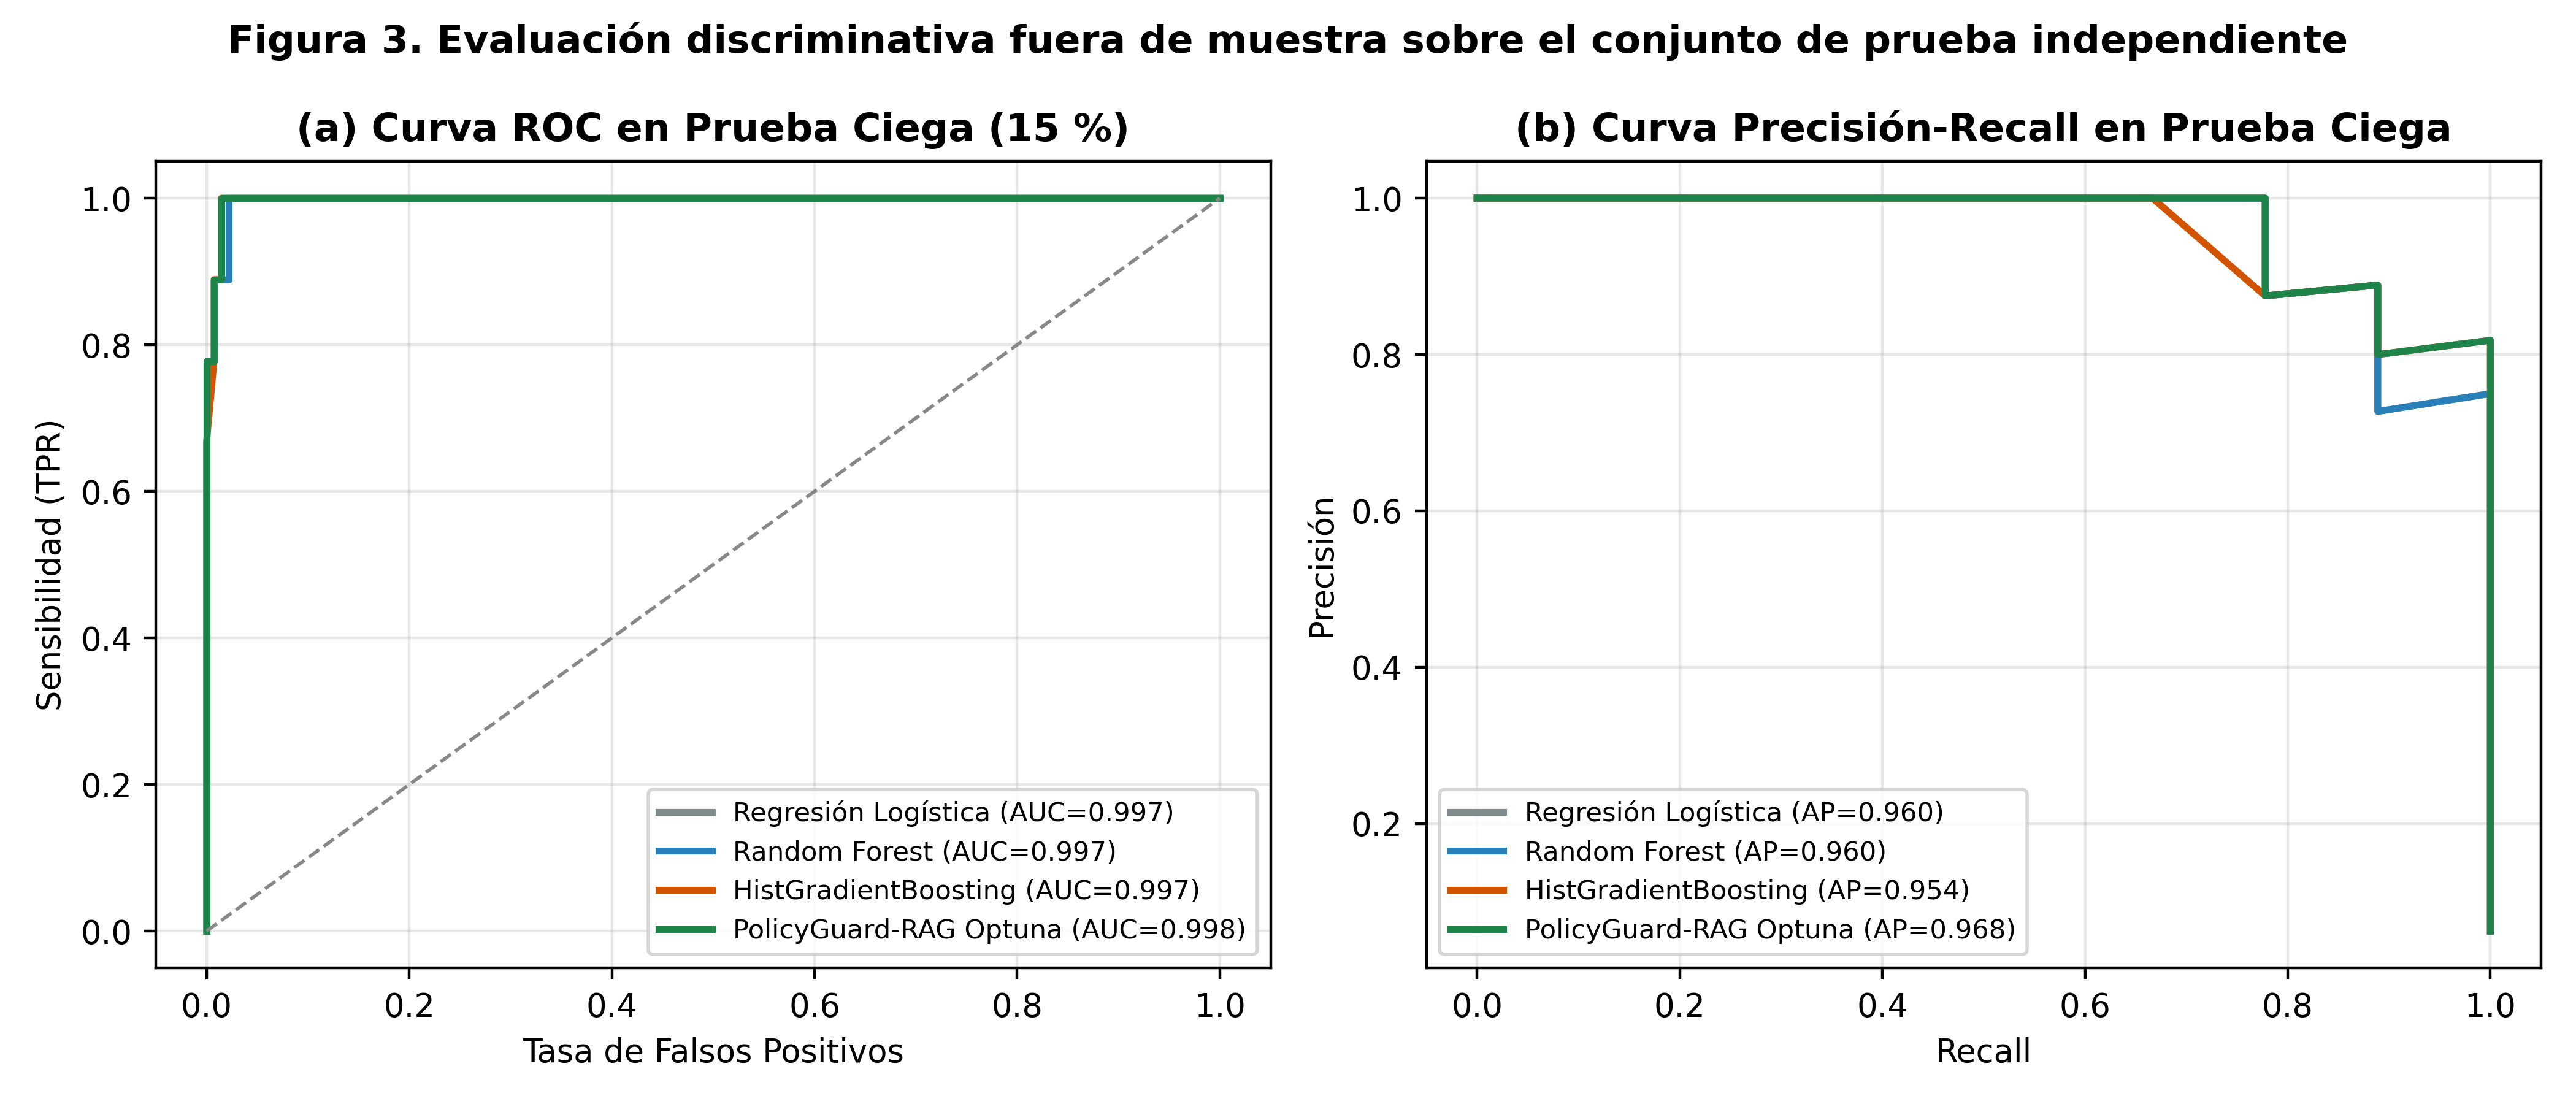 Figura 3. Evaluación discriminativa fuera de muestra sobre el conjunto de prueba independiente
(a) Curva ROC en Prueba Ciega (15 %)
Sensibilidad (TPR)
1.0
0.8
0.6
0.4
0.2
0.0
Regresión Logística (AUC=0.997)
Random Forest (AUC=0.997)
HistGradientBoosting (AUC=0.997)
PolicyGuard-RAG Optuna (AUC=0.998)
0.0 0.2 0.4 0.6 0.8 1.0
Tasa de Falsos Positivos
(b) Curva Precisión-Recall en Prueba Ciega
Precisión
1.0
0.8
0.6
0.4
0.2
Regresión Logística (AP=0.960)
Random Forest (AP=0.960)
HistGradientBoosting (AP=0.954)
PolicyGuard-RAG Optuna (AP=0.968)
0.0 0.2 0.4 0.6 0.8 1.0
Recall